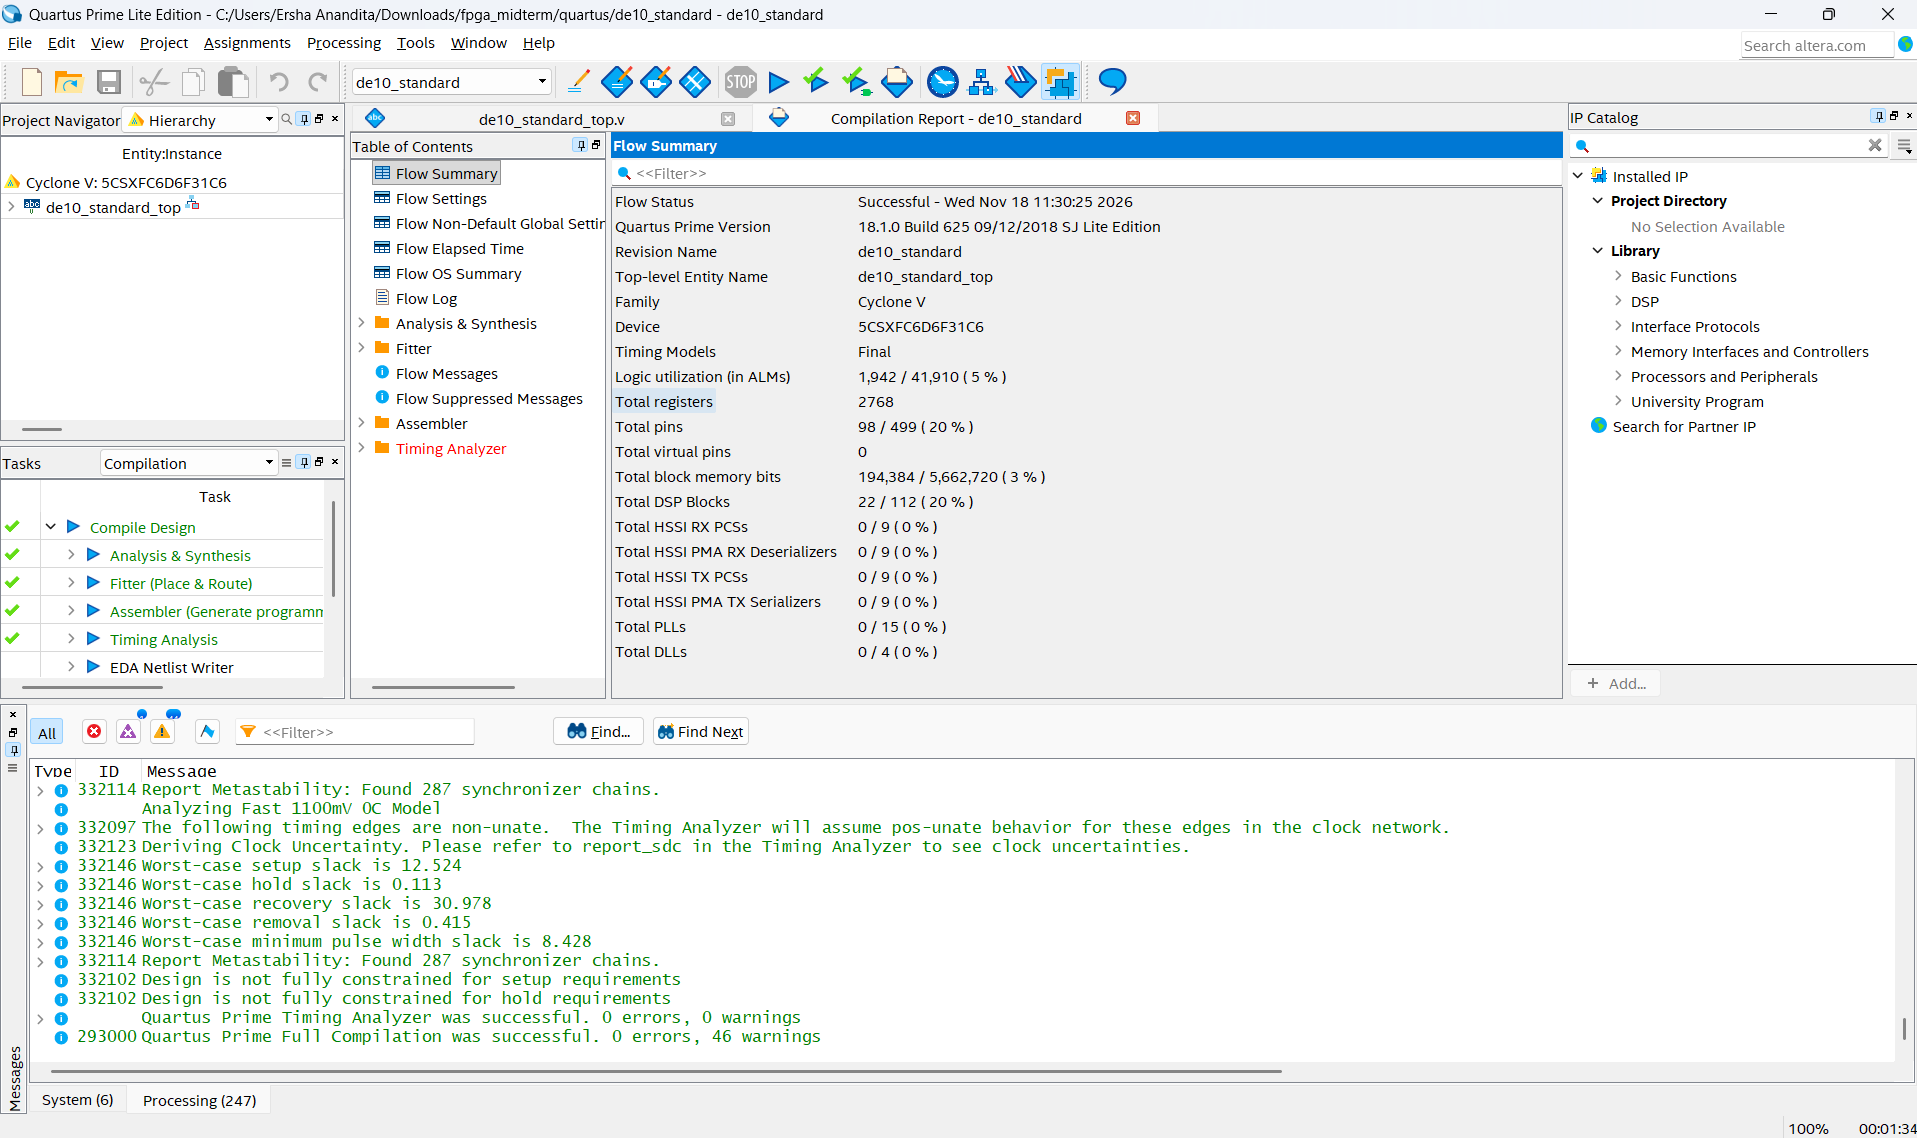 Quartus Prime Lite Edition - C:/Users/Ersha Anandita/Downloads/fpga_midterm/quartus/de10_standard - de10_standard
File Edit View Project Assignments Processing Tools Window Help
Search altera.com
de10_standard
STOP
Project Navigator Hierarchy
Entity:Instance
Cyclone V: 5CSXFC6D6F31C6
de10_standard_top
Tasks Compilation
Task
Compile Design
Analysis & Synthesis
Fitter (Place & Route)
Assembler (Generate programm
Timing Analysis
EDA Netlist Writer
de10_standard_top.v
Compilation Report - de10_standard
Table of Contents
Flow Summary
Flow Settings
Flow Non-Default Global Settin
Flow Elapsed Time
Flow OS Summary
Flow Log
Analysis & Synthesis
Fitter
Flow Messages
Flow Suppressed Messages
Assembler
Timing Analyzer
Flow Summary
<<Filter>>
Flow Status Successful - Wed Nov 18 11:30:25 2026
Quartus Prime Version 18.1.0 Build 625 09/12/2018 SJ Lite Edition
Revision Name de10_standard
Top-level Entity Name de10_standard_top
Family Cyclone V
Device 5CSXFC6D6F31C6
Timing Models Final
Logic utilization (in ALMs) 1,942 / 41,910 ( 5 % )
Total registers 2768
Total pins 98 / 499 ( 20 % )
Total virtual pins 0
Total block memory bits 194,384 / 5,662,720 ( 3 % )
Total DSP Blocks 22 / 112 ( 20 % )
Total HSSI RX PCSs 0 / 9 ( 0 % )
Total HSSI PMA RX Deserializers 0 / 9 ( 0 % )
Total HSSI TX PCSs 0 / 9 ( 0 % )
Total HSSI PMA TX Serializers 0 / 9 ( 0 % )
Total PLLs 0 / 15 ( 0 % )
Total DLLs 0 / 4 ( 0 % )
IP Catalog
Installed IP
Project Directory
No Selection Available
Library
Basic Functions
DSP
Interface Protocols
Memory Interfaces and Controllers
Processors and Peripherals
University Program
Search for Partner IP
+ Add...
All
<<Filter>>
Find...
Find Next
Type ID Message
332114 Report Metastability: Found 287 synchronizer chains.
Analyzing Fast 1100mV 0C Model
332097 The following timing edges are non-unate.  The Timing Analyzer will assume pos-unate behavior for these edges in the clock network.
332123 Deriving Clock Uncertainty. Please refer to report_sdc in the Timing Analyzer to see clock uncertainties.
332146 Worst-case setup slack is 12.524
332146 Worst-case hold slack is 0.113
332146 Worst-case recovery slack is 30.978
332146 Worst-case removal slack is 0.415
332146 Worst-case minimum pulse width slack is 8.428
332114 Report Metastability: Found 287 synchronizer chains.
332102 Design is not fully constrained for setup requirements
332102 Design is not fully constrained for hold requirements
Quartus Prime Timing Analyzer was successful. 0 errors, 0 warnings
293000 Quartus Prime Full Compilation was successful. 0 errors, 46 warnings
Messages
System (6)
Processing (247)
100% 00:01:34